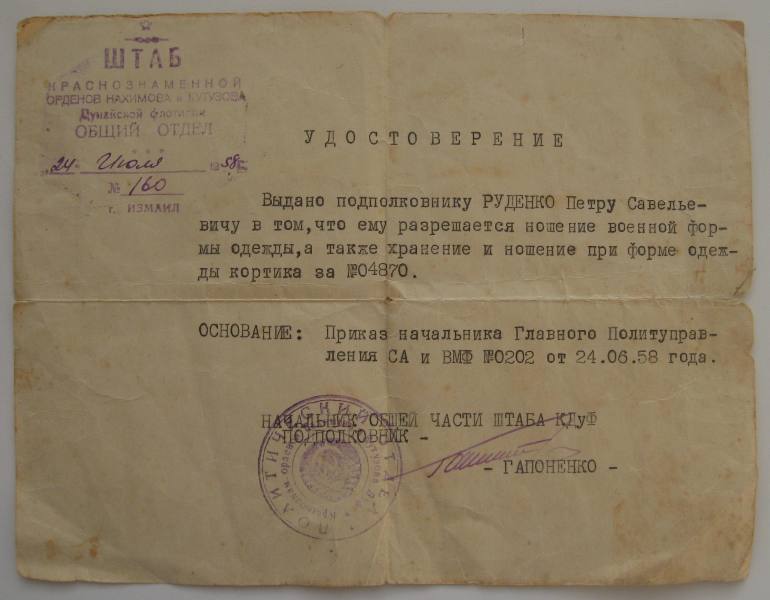 ШТАБ
КРАСНОЗНАМЕННОЙ
ОРДЕНОВ НАХИМОВА и КУТУЗОВА
Дунайской флотилии
ОБЩИЙ ОТДЕЛ
"24" Июля 1958г.
№ 160
г. ИЗМАИЛ
УДОСТОВЕРЕНИЕ
Выдано подполковнику РУДЕНКО Петру Савелье-
вичу в том,что ему разрешается ношение военной фор-
мы одежды,а также хранение и ношение при форме одеж-
ды кортика за №04870.
ОСНОВАНИЕ: Приказ начальника Главного Политуправ-
ления СА и ВМФ №0202 от 24.06.58 года.
НАЧАЛЬНИК ОБЩЕЙ ЧАСТИ ШТАБА КДуФ
ПОДПОЛКОВНИК -
- ГАПОНЕНКО -
ПОЛИТИЧЕСКИЙ ОТДЕЛ